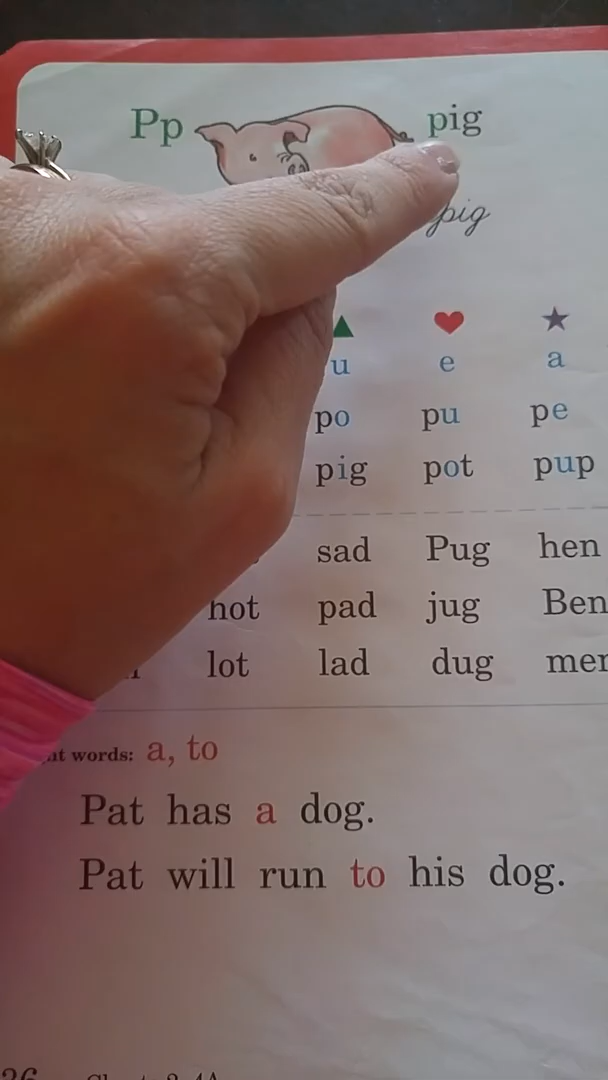 Pp pig
pig
u e a
po pu pe
pig pot pup
sad Pug hen
hot pad jug Ben
lot lad dug
words: a, to
Pat has a dog.
Pat will run to his dog.